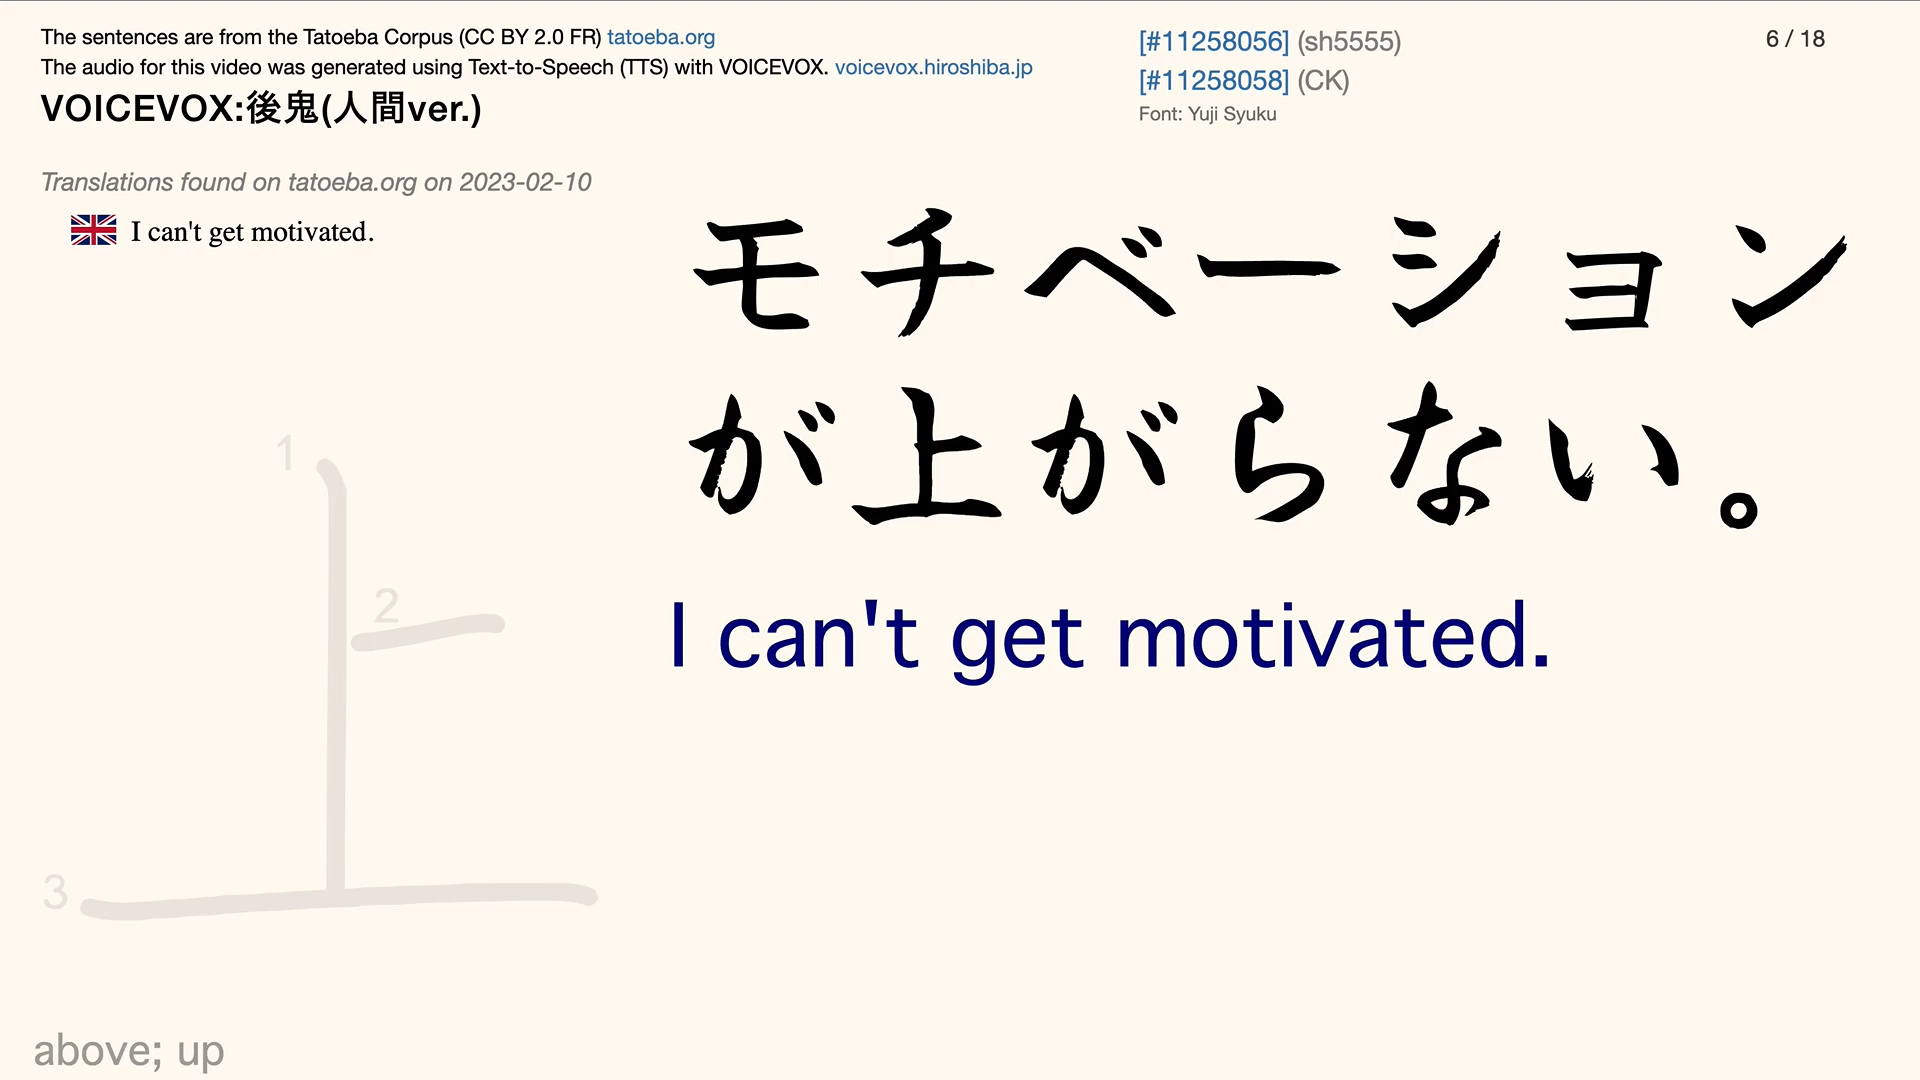 The sentences are from the Tatoeba Corpus (CC BY 2.0 FR) tatoeba.org
The audio for this video was generated using Text-to-Speech (TTS) with VOICEVOX. voicevox.hiroshiba.jp
VOICEVOX:後鬼(人間ver.)
[#11258056] (sh5555)
[#11258058] (CK)
Font: Yuji Syuku
6 / 18
Translations found on tatoeba.org on 2023-02-10
I can't get motivated.
モチベーション
が上がらない。
I can't get motivated.
1
2
3
above; up